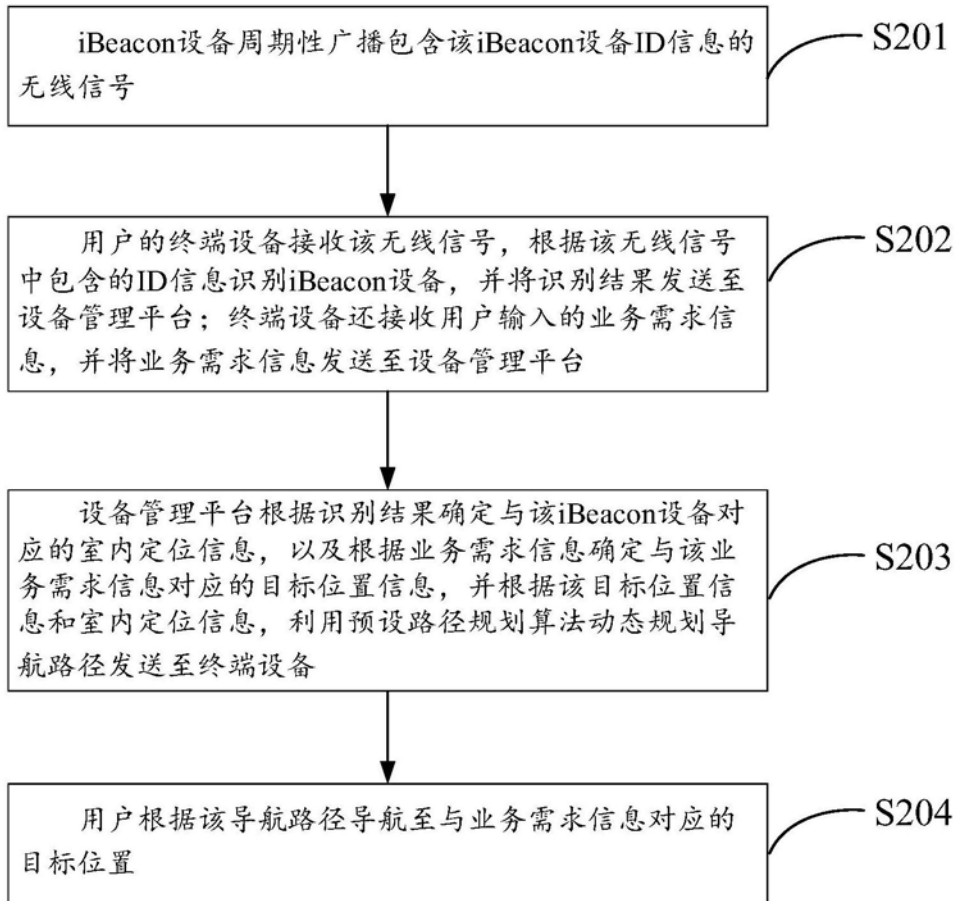 iBeacon设备周期性广播包含该iBeacon设备ID信息的
无线信号
S201
用户的终端设备接收该无线信号，根据该无线信号
中包含的ID信息识别iBeacon设备，并将识别结果发送至
设备管理平台；终端设备还接收用户输入的业务需求信
息，并将业务需求信息发送至设备管理平台
S202
设备管理平台根据识别结果确定与该iBeacon设备对
应的室内定位信息，以及根据业务需求信息确定与该业
务需求信息对应的目标位置信息，并根据该目标位置信
息和室内定位信息，利用预设路径规划算法动态规划导
航路径发送至终端设备
S203
用户根据该导航路径导航至与业务需求信息对应的
目标位置
S204